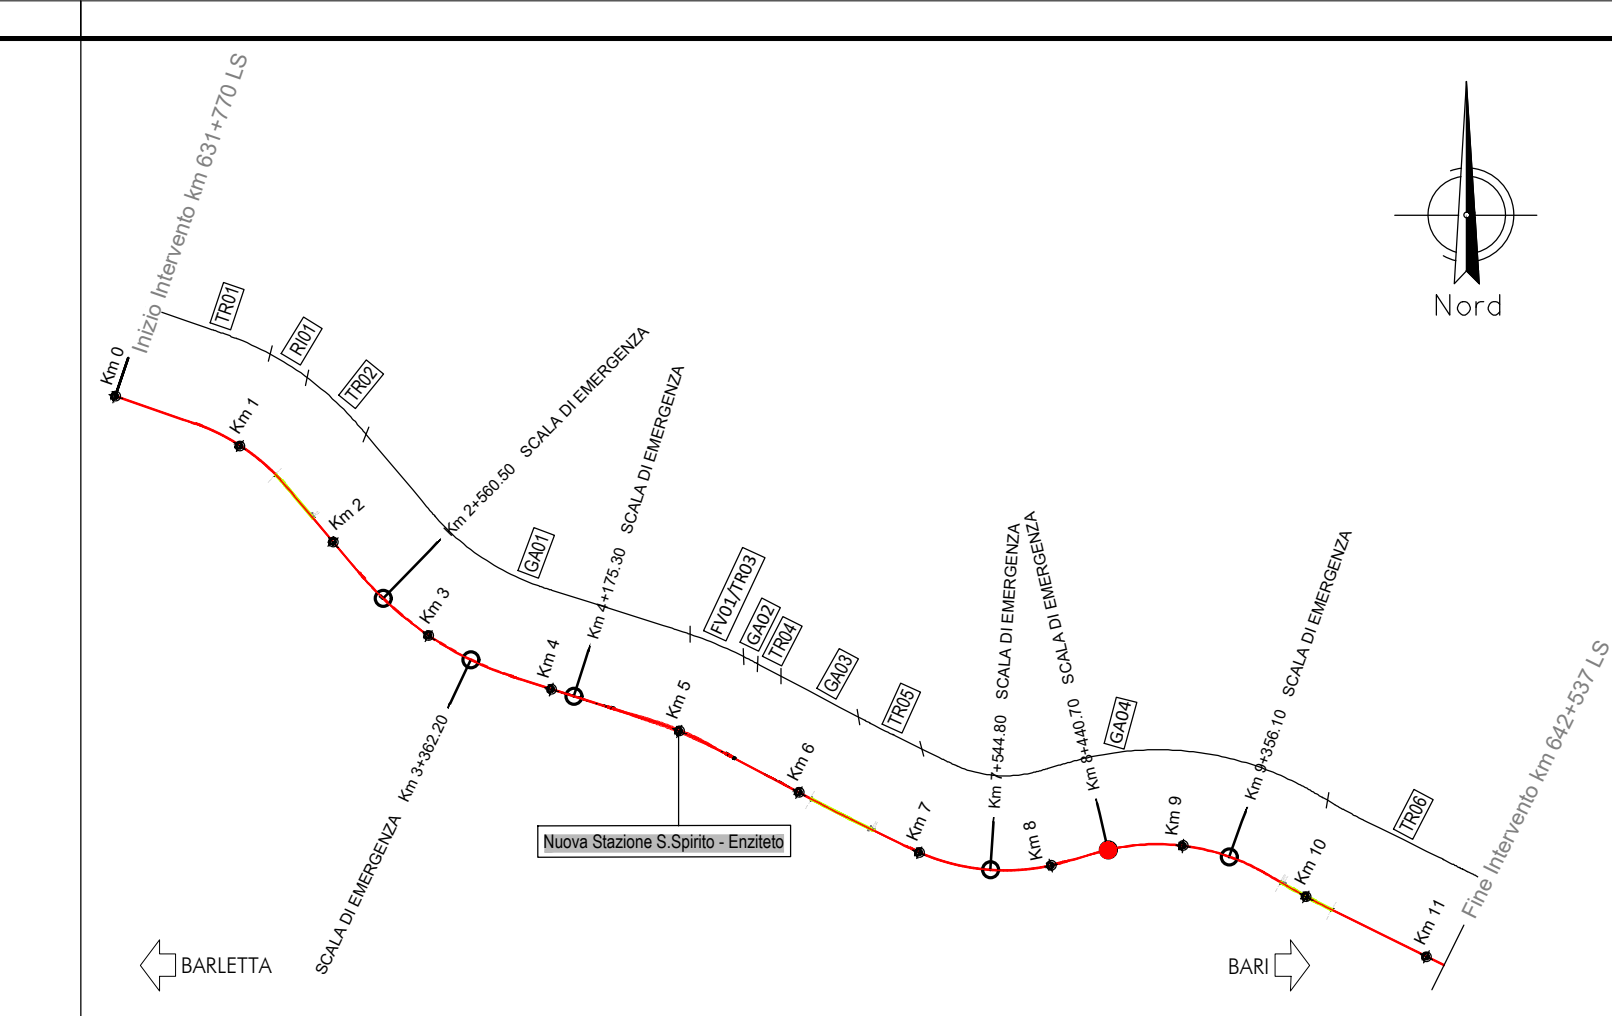 Inizio Intervento km 631+770 LS
Nord
TR01
RI01
TR02
Km 0
Km 1
Km 2
Km 2+560.50 SCALA DI EMERGENZA
Km 3
SCALA DI EMERGENZA Km 3+362.20
GA01
Km 4
Km 4+175.30 SCALA DI EMERGENZA
FV01/TR03
GA02
TR04
Km 5
Nuova Stazione S.Spirito - Enziteto
GA03
Km 6
TR05
Km 7
Km 7+544.80 SCALA DI EMERGENZA
Km 8
Km 8+440.70 SCALA DI EMERGENZA
GA04
Km 9
Km 9+356.10 SCALA DI EMERGENZA
Km 10
TR06
Km 11
Fine Intervento km 642+537 LS
BARLETTA
BARI